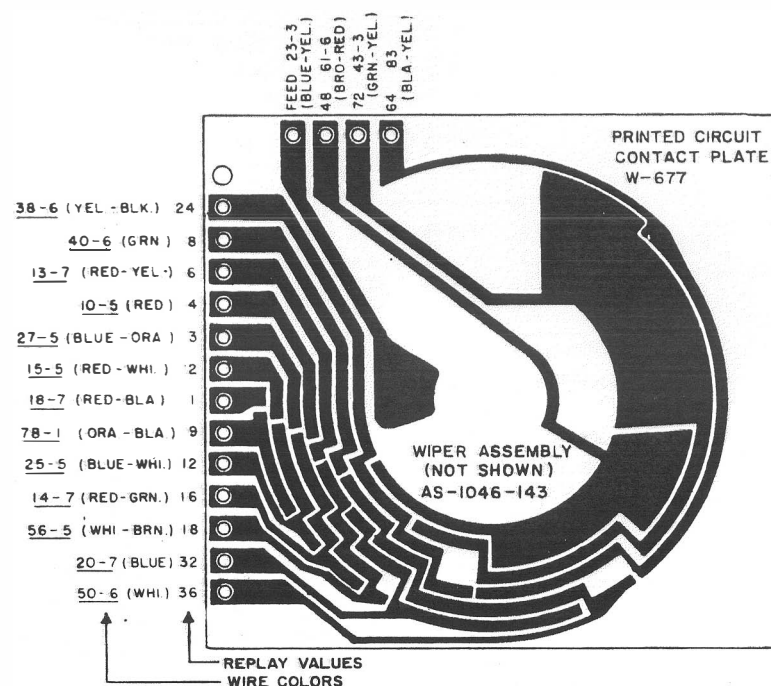 FEED 23-3
(BLUE-YEL.)
48 61-6
(BRO-RED)
72 43-3
(GRN-YEL.)
64 83
(BLA-YEL.)
PRINTED CIRCUIT
CONTACT PLATE
W-677
38-6 (YEL.-BLK.) 24
40-6 (GRN.) 8
13-7 (RED-YEL.) 6
10-5 (RED) 4
27-5 (BLUE-ORA) 3
15-5 (RED-WHI.) 2
18-7 (RED-BLA) 1
78-1 (ORA-BLA) 9
25-5 (BLUE-WHI.) 12
14-7 (RED-GRN.) 16
56-5 (WHI-BRN.) 18
20-7 (BLUE) 32
50-6 (WHI.) 36
WIPER ASSEMBLY
(NOT SHOWN)
AS-1046-143
REPLAY VALUES
WIRE COLORS